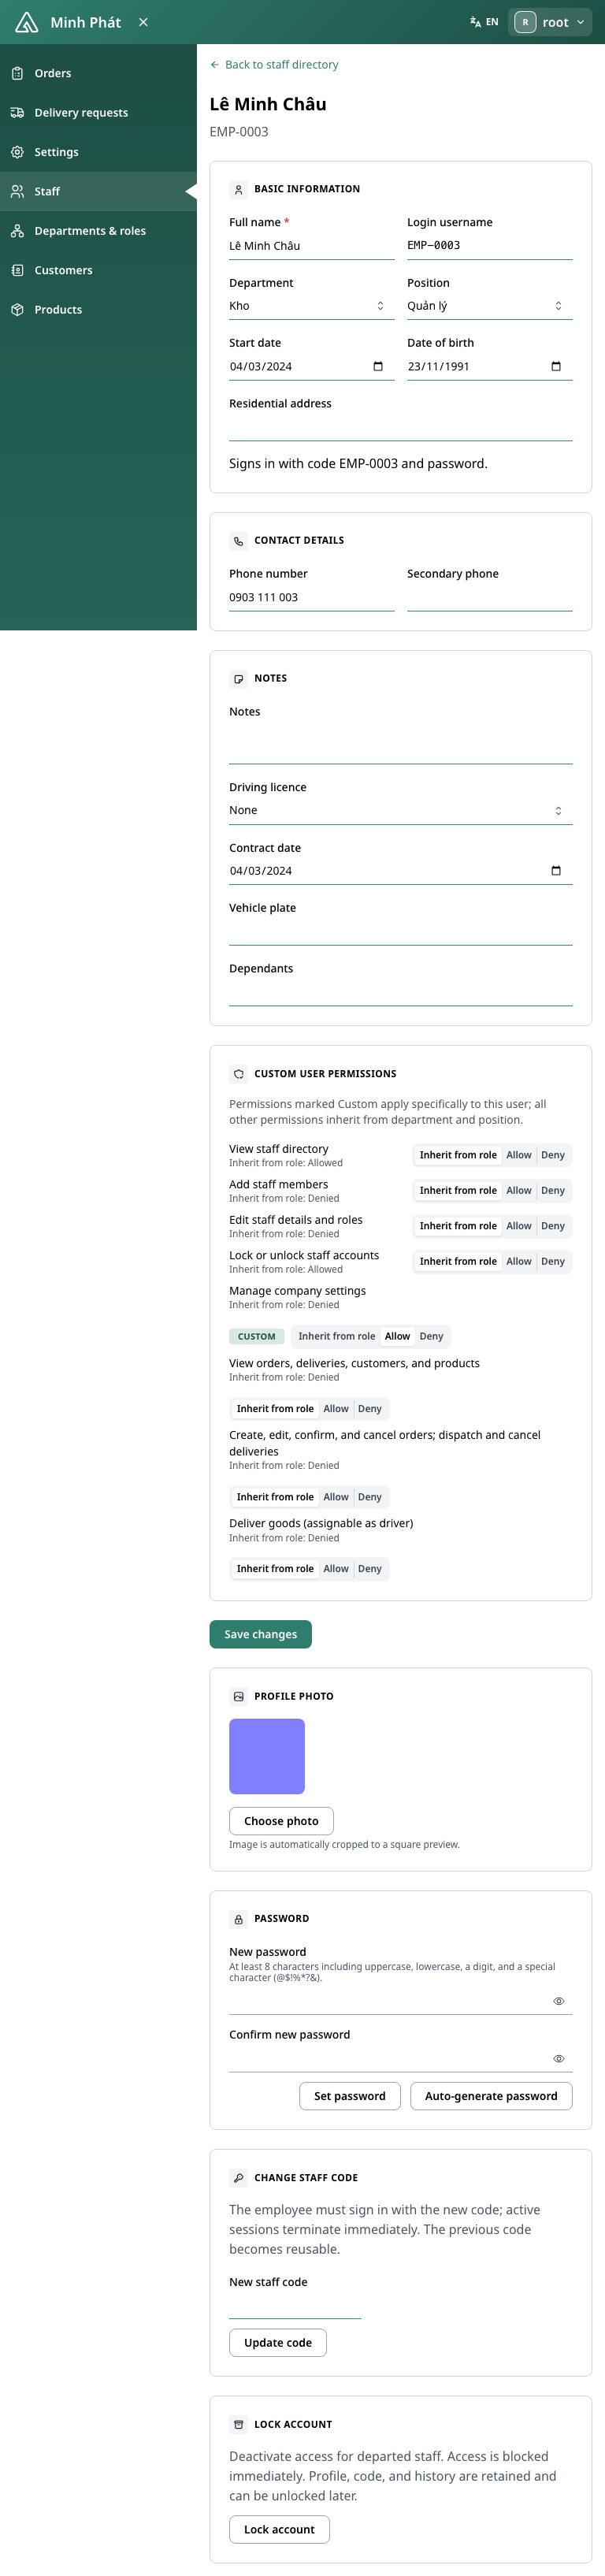 Minh Phát
EN
R
root
Orders
Delivery requests
Settings
Staff
Departments & roles
Customers
Products
Back to staff directory
Lê Minh Châu
EMP-0003
BASIC INFORMATION
Full name *
Login username
Lê Minh Châu
EMP-0003
Department
Position
Kho
Quản lý
Start date
Date of birth
04/03/2024
23/11/1991
Residential address
Signs in with code EMP-0003 and password.
CONTACT DETAILS
Phone number
Secondary phone
0903 111 003
NOTES
Notes
Driving licence
None
Contract date
04/03/2024
Vehicle plate
Dependants
CUSTOM USER PERMISSIONS
Permissions marked Custom apply specifically to this user; all
other permissions inherit from department and position.
View staff directory
Inherit from role: Allowed
Inherit from role Allow Deny
Add staff members
Inherit from role: Denied
Inherit from role Allow Deny
Edit staff details and roles
Inherit from role: Denied
Inherit from role Allow Deny
Lock or unlock staff accounts
Inherit from role: Allowed
Inherit from role Allow Deny
Manage company settings
Inherit from role: Denied
CUSTOM Inherit from role Allow Deny
View orders, deliveries, customers, and products
Inherit from role: Denied
Inherit from role Allow Deny
Create, edit, confirm, and cancel orders; dispatch and cancel
deliveries
Inherit from role: Denied
Inherit from role Allow Deny
Deliver goods (assignable as driver)
Inherit from role: Denied
Inherit from role Allow Deny
Save changes
PROFILE PHOTO
Choose photo
Image is automatically cropped to a square preview.
PASSWORD
New password
At least 8 characters including uppercase, lowercase, a digit, and a special
character (@$!%*?&).
Confirm new password
Set password
Auto-generate password
CHANGE STAFF CODE
The employee must sign in with the new code; active
sessions terminate immediately. The previous code
becomes reusable.
New staff code
Update code
LOCK ACCOUNT
Deactivate access for departed staff. Access is blocked
immediately. Profile, code, and history are retained and
can be unlocked later.
Lock account